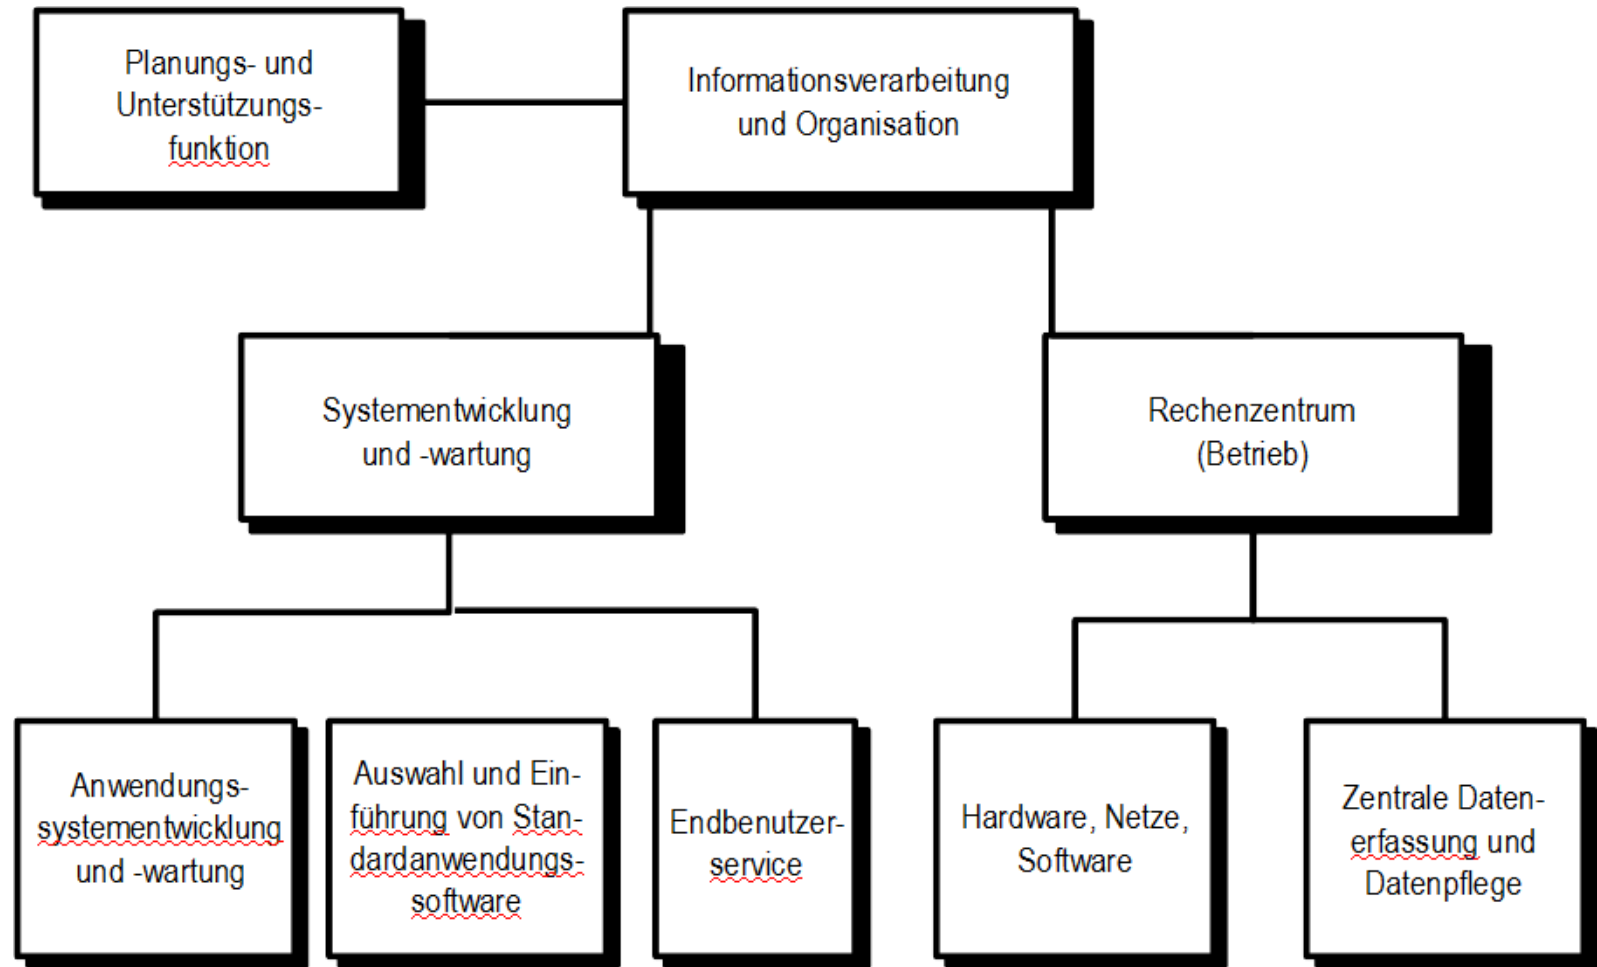 Planungs- und
Unterstützungs-
funktion
Informationsverarbeitung
und Organisation
Systementwicklung
und -wartung
Rechenzentrum
(Betrieb)
Anwendungs-
systementwicklung
und -wartung
Auswahl und Ein-
führung von Stan-
dardanwendungs-
software
Endbenutzer-
service
Hardware, Netze,
Software
Zentrale Daten-
erfassung und
Datenpflege